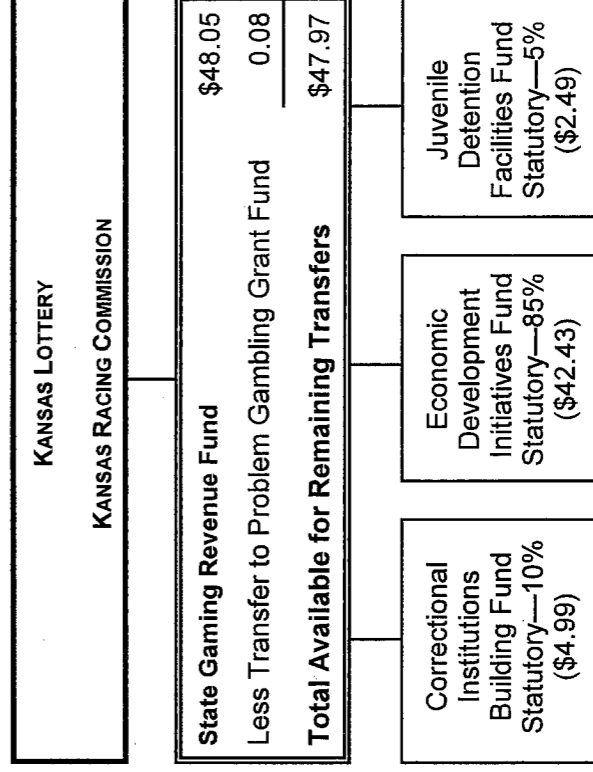 KANSAS LOTTERY
KANSAS RACING COMMISSION
State Gaming Revenue Fund $48.05
Less Transfer to Problem Gambling Grant Fund 0.08
Total Available for Remaining Transfers $47.97
Correctional
Institutions
Building Fund
Statutory—10%
($4.99)
Economic
Development
Initiatives Fund
Statutory—85%
($42.43)
Juvenile
Detention
Facilities Fund
Statutory—5%
($2.49)